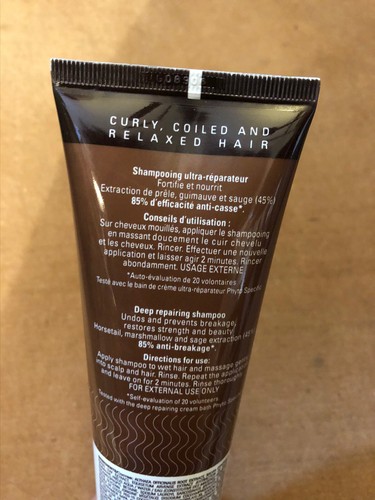 CURLY, COILED AND
RELAXED HAIR
Shampooing ultra-réparateur
Fortifie et nourrit
Extraction de prêle, guimauve et sauge (45%)
85% d'efficacité anti-casse*.
Conseils d'utilisation :
Sur cheveux mouillés, appliquer le shampooing
en massant doucement le cuir chevelu
et les cheveux. Rincer. Effectuer une nouvelle
application et laisser agir 2 minutes. Rincer
abondamment. USAGE EXTERNE.
*Auto-évaluation de 20 volontaires.
Testé avec le bain de crème ultra-réparateur Phyto Specific
Deep repairing shampoo
Undos and prevents breakage,
restores strength and beauty.
Horsetail, marshmallow and sage extraction (45%)
85% anti-breakage*.
Directions for use:
Apply shampoo to wet hair and massage
into scalp and hair. Rinse. Repeat the
and leave on for 2 minutes. Rinse thoroughly.
FOR EXTERNAL USE ONLY
*Self-evaluation of 20 volunteers.
Tested with the deep repairing cream bath Phyto